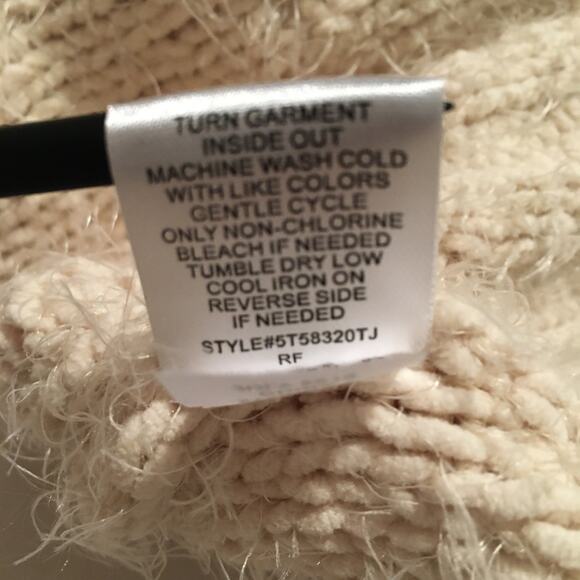 TURN GARMENT
INSIDE OUT
MACHINE WASH COLD
WITH LIKE COLORS
GENTLE CYCLE
ONLY NON-CHLORINE
BLEACH IF NEEDED
TUMBLE DRY LOW
COOL IRON ON
REVERSE SIDE
IF NEEDED
STYLE#5T58320TJ
RF